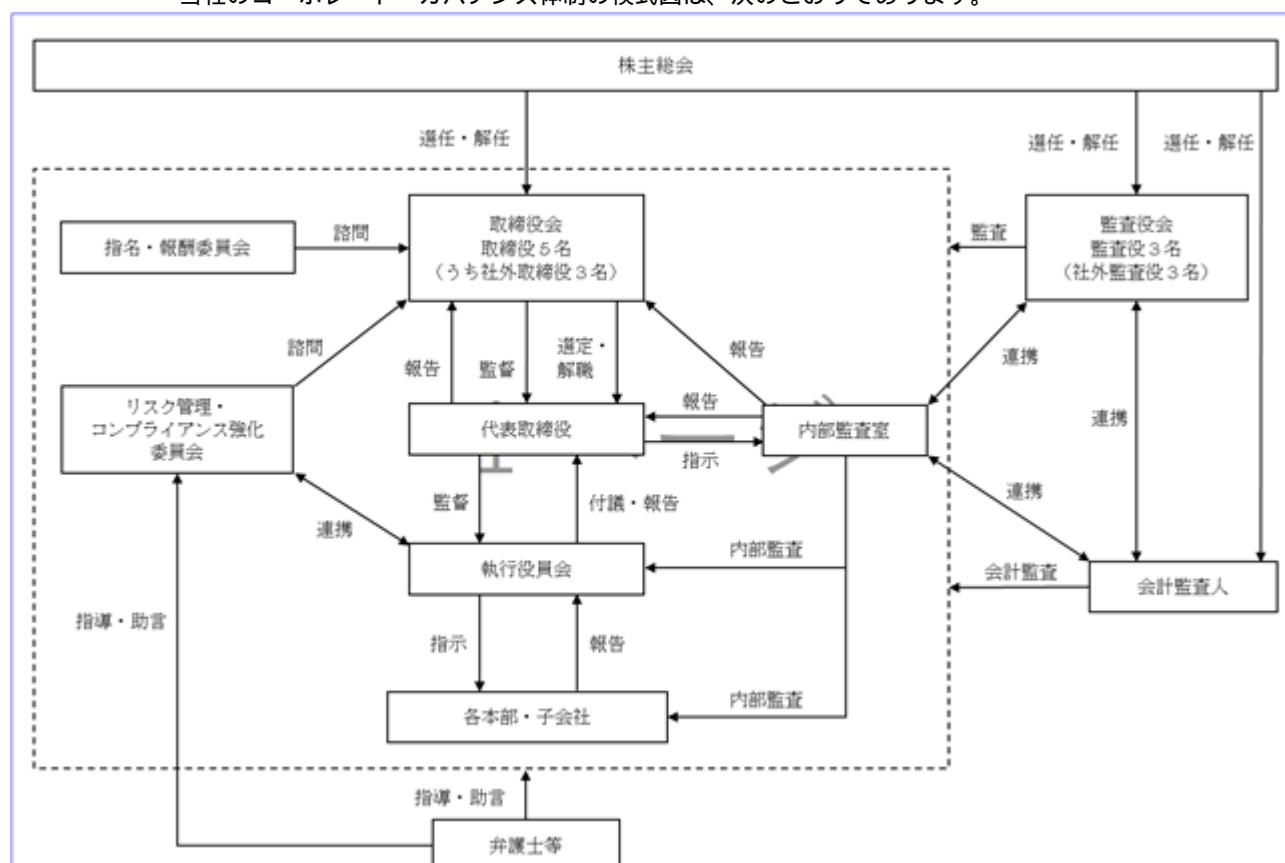 当社のコーポレート・ガバナンス体制の模式図は、次のとおりであります。
株主総会
選任・解任
選任・解任
選任・解任
指名・報酬委員会
諮問
取締役会
取締役5名
（うち社外取締役3名）
監査
監査役会
監査役3名
（社外監査役3名）
諮問
報告
監督
選定・
解職
報告
連携
連携
リスク管理・
コンプライアンス強化
委員会
代表取締役
報告
指示
内部監査室
連携
監督
付議・報告
連携
執行役員会
内部監査
会計監査
会計監査人
指導・助言
指示
報告
各本部・子会社
内部監査
指導・助言
弁護士等